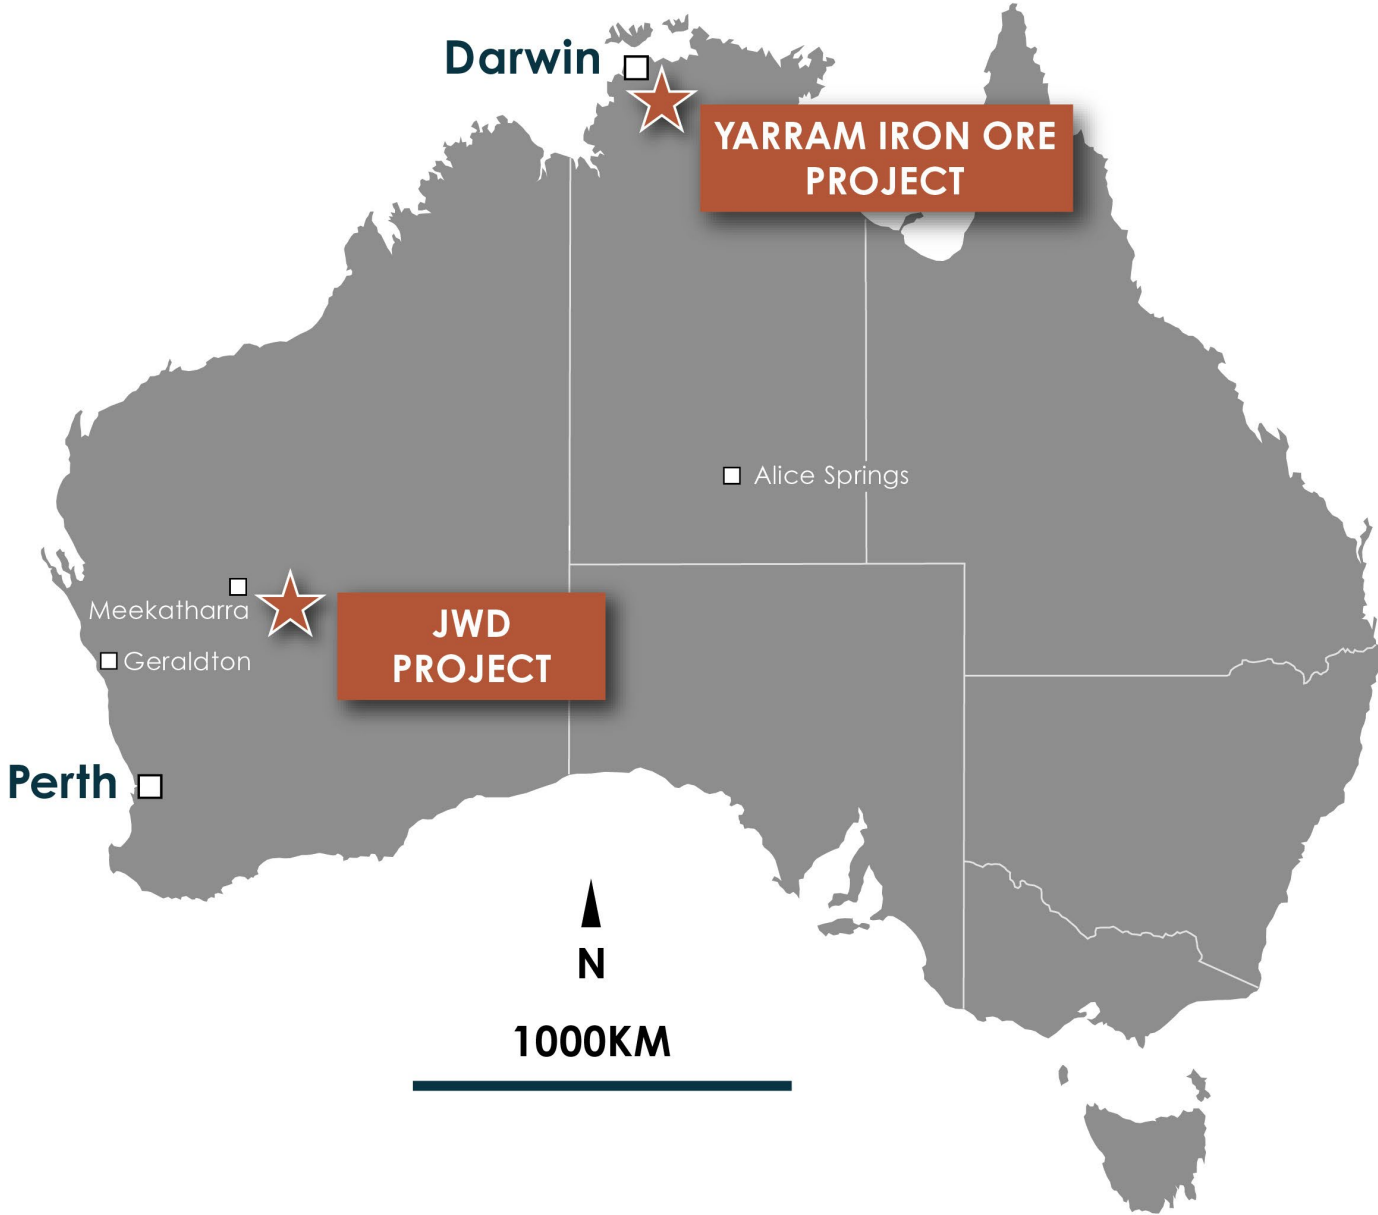 Darwin
YARRAM IRON ORE
PROJECT
Alice Springs
Meekatharra
JWD
PROJECT
Geraldton
Perth
N
1000KM